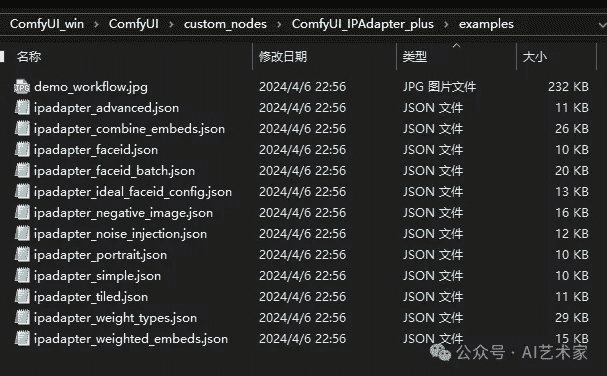 ComfyUI_win > ComfyUI > custom_nodes > ComfyUI_IPAdapter_plus > examples
名称 修改日期 类型 大小
demo_workflow.jpg 2024/4/6 22:56 JPG 图片文件 232 KB
ipadapter_advanced.json 2024/4/6 22:56 JSON 文件 11 KB
ipadapter_combine_embeds.json 2024/4/6 22:56 JSON 文件 26 KB
ipadapter_faceid.json 2024/4/6 22:56 JSON 文件 10 KB
ipadapter_faceid_batch.json 2024/4/6 22:56 JSON 文件 20 KB
ipadapter_ideal_faceid_config.json 2024/4/6 22:56 JSON 文件 13 KB
ipadapter_negative_image.json 2024/4/6 22:56 JSON 文件 16 KB
ipadapter_noise_injection.json 2024/4/6 22:56 JSON 文件 12 KB
ipadapter_portrait.json 2024/4/6 22:56 JSON 文件 10 KB
ipadapter_simple.json 2024/4/6 22:56 JSON 文件 10 KB
ipadapter_tiled.json 2024/4/6 22:56 JSON 文件 11 KB
ipadapter_weight_types.json 2024/4/6 22:56 JSON 文件 29 KB
ipadapter_weighted_embeds.json 2024/4/6 22:56 JSON 文件 15 KB
公众号·AI艺术家